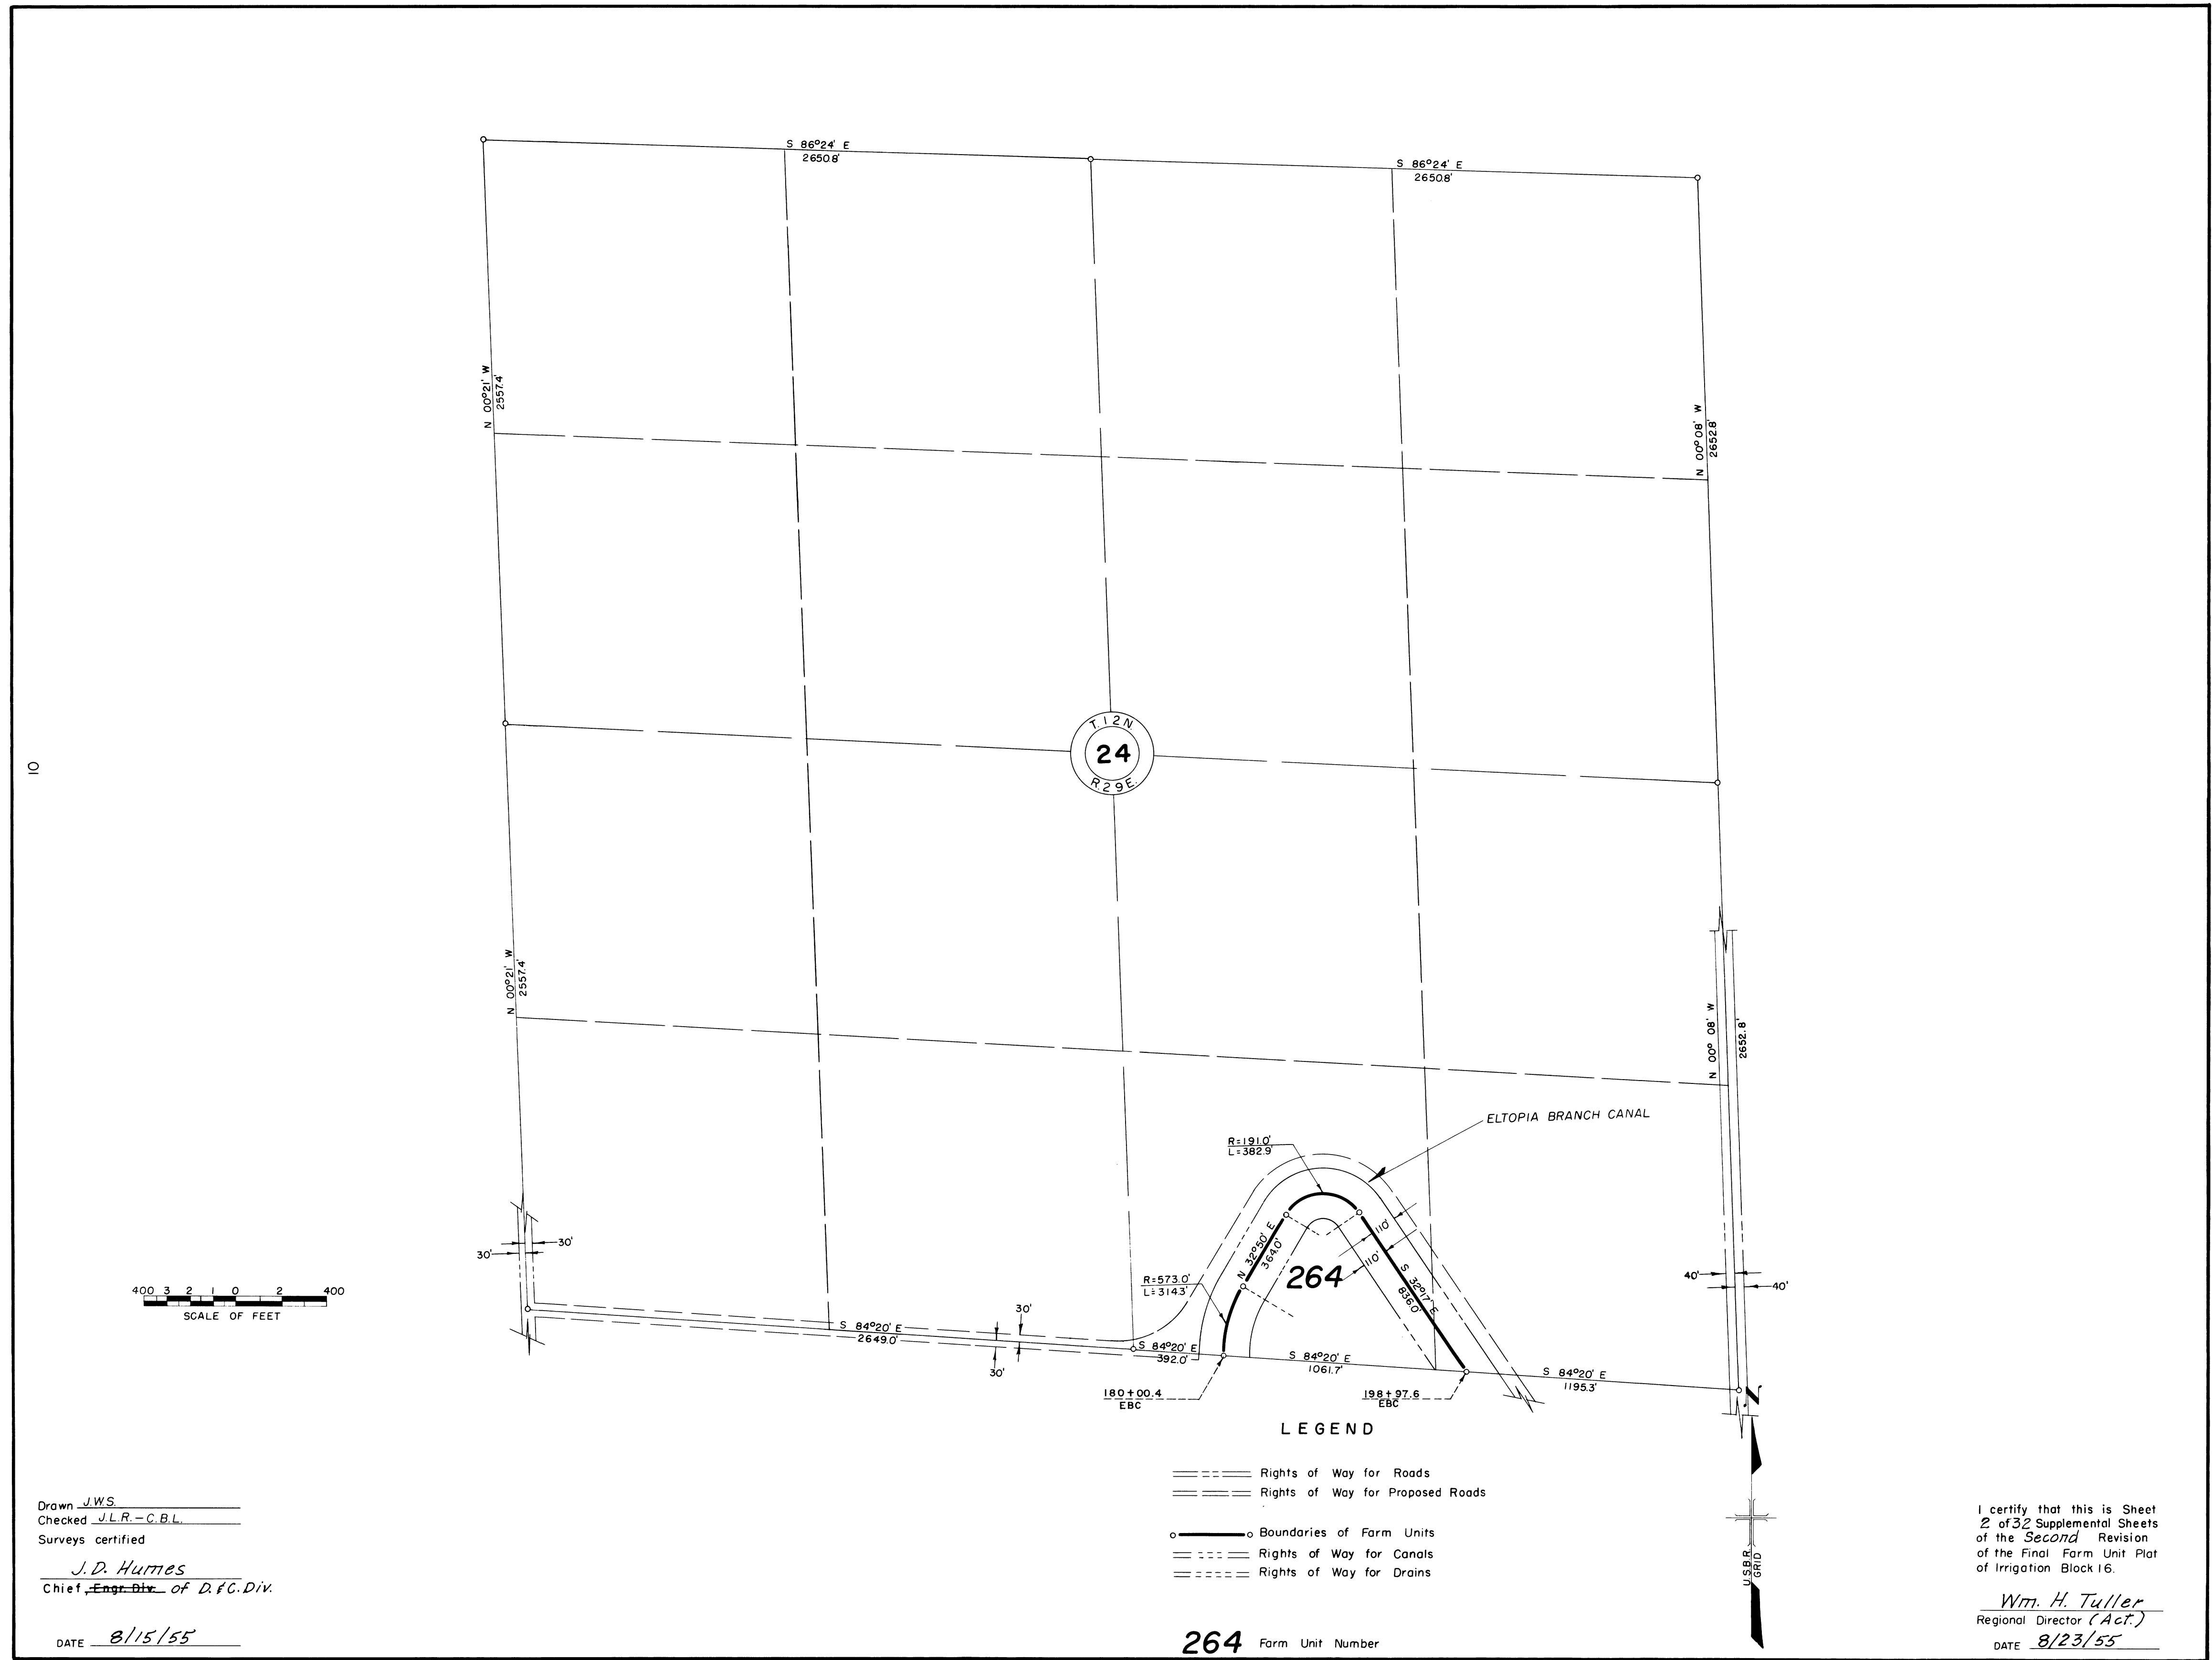 S 86°24' E
2650.8'
S 86°24' E
2650.8'
N 00°21' W
2557.4'
N 00°08' W
2652.8'
T. 12 N.
24
R. 29 E.
10
N 00°21' W
2557.4'
N 00°08' W
2652.8'
ELTOPIA BRANCH CANAL
R=191.0'
L=382.9'
110'
110'
N 32°50' E
364.0'
264
S 32°17' E
836.0'
R=573.0'
L=314.3'
30'
30'
40'
40'
400 3 2 1 0 2 400
SCALE OF FEET
30'
30'
S 84°20' E
2649.0'
S 84°20' E
392.0'
S 84°20' E
1061.7'
S 84°20' E
1195.3'
180+00.4
EBC
198+97.6
EBC
N
U.S.B.R.
GRID
LEGEND
Rights of Way for Roads
Rights of Way for Proposed Roads
Boundaries of Farm Units
Rights of Way for Canals
Rights of Way for Drains
264 Farm Unit Number
Drawn J.W.S.
Checked J.L.R.-C.B.L.
Surveys certified
J.D. Humes
Chief, Engr. Div. of D. & C. Div.
DATE 8/15/55
I certify that this is Sheet
2 of 32 Supplemental Sheets
of the Second Revision
of the Final Farm Unit Plat
of Irrigation Block 16.
Wm. H. Tuller
Regional Director (Act.)
DATE 8/23/55